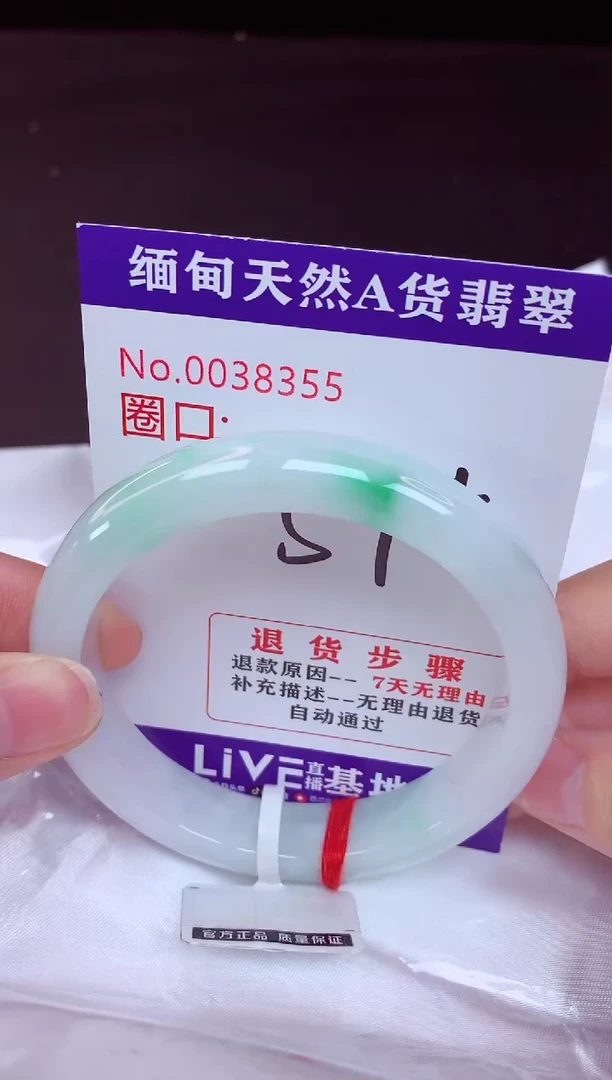 缅甸天然A货翡翠
No.0038355
圈口:
退货步骤
退款原因--7天无理由
补充描述--无理由退货
自动通过
LiVE直播基地
官方正品 质量保证